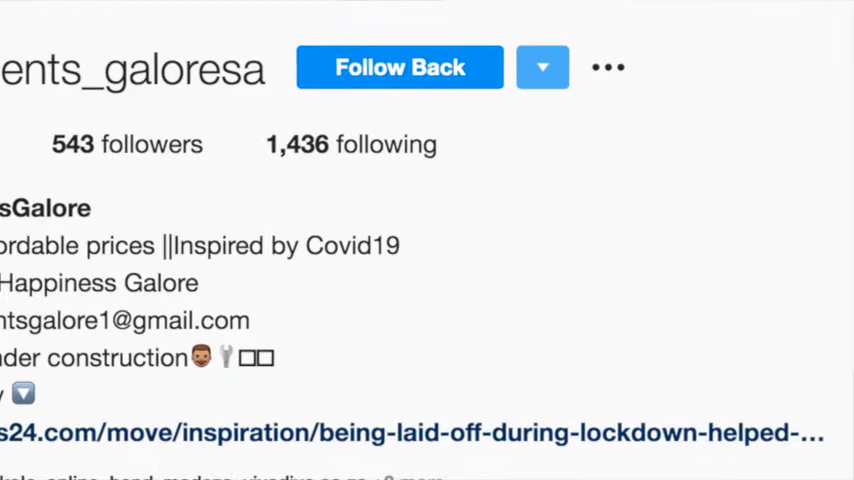 ents_galoresa Follow Back
543 followers 1,436 following
sGalore
ordable prices ||Inspired by Covid19
Happiness Galore
ntsgalore1@gmail.com
nder construction
y
s24.com/move/inspiration/being-laid-off-during-lockdown-helped-...